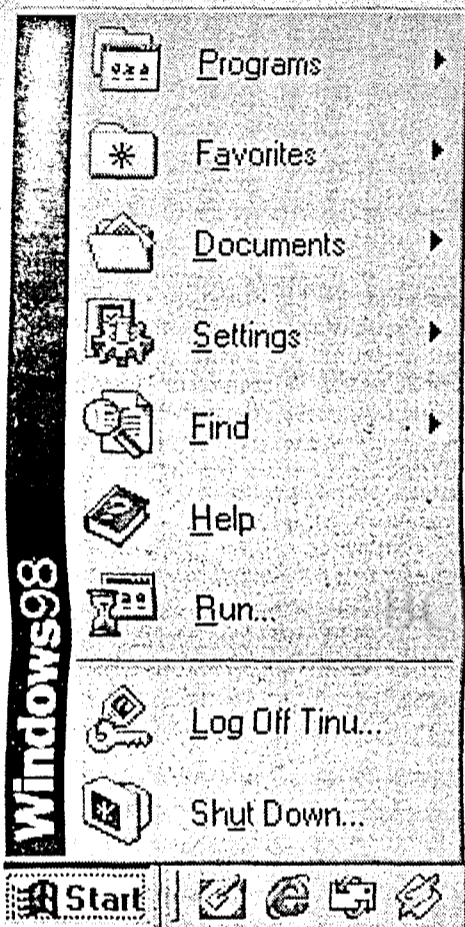 Programs
Favorites
Documents
Settings
Find
Help
Run...
Log Off Tinu...
Shut Down...
Windows98
Start